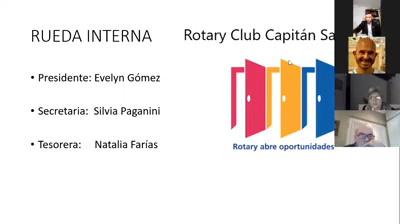 RUEDA INTERNA
Rotary Club Capitán Sa
• Presidente: Evelyn Gómez
• Secretaria: Silvia Paganini
• Tesorera: Natalia Farías
Rotary abre oportunidades